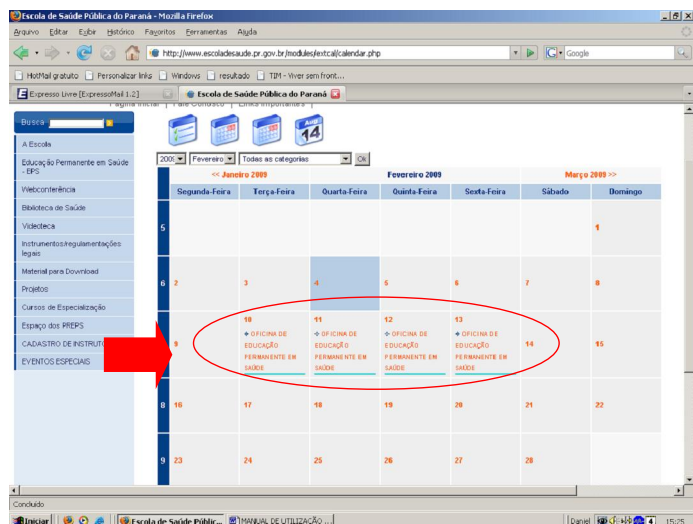 Escola de Saúde Pública do Paraná - Mozilla Firefox
Arquivo Editar Exibir Histórico Favoritos Ferramentas Ajuda
http://www.escoladesaude.pr.gov.br/modules/extcal/calendar.php
Google
HotMail gratuito Personalizar links Windows resultado TIM - Viver sem front...
Expresso Livre [ExpressoMail 1.2]
Escola de Saúde Pública do Paraná
Página Inicial | Fale Conosco | Links Importantes |
Busca
A Escola
Educação Permanente em Saúde - EPS
Webconferência
Biblioteca de Saúde
Videoteca
Instrumentos/regulamentações legais
Material para Download
Projetos
Cursos de Especialização
Espaço dos PREPS
CADASTRO DE INSTRUTO
EVENTOS ESPECIAIS
Aug 14
2009 Fevereiro Todas as categorias Ok
<< Janeiro 2009 Fevereiro 2009 Março 2009 >>
Segunda-Feira Terça-Feira Quarta-Feira Quinta-Feira Sexta-Feira Sábado Domingo
5 1
6 2 3 4 5 6 7 8
9 10 11 12 13 14 15
OFICINA DE EDUCAÇÃO PERMANENTE EM SAÚDE
OFICINA DE EDUCAÇÃO PERMANENTE EM SAÚDE
OFICINA DE EDUCAÇÃO PERMANENTE EM SAÚDE
OFICINA DE EDUCAÇÃO PERMANENTE EM SAÚDE
8 16 17 18 19 20 21 22
9 23 24 25 26 27 28
Concluído
Iniciar
Escola de Saúde Públic...
MANUAL DE UTILIZAÇÃO ...
Daniel
15:25